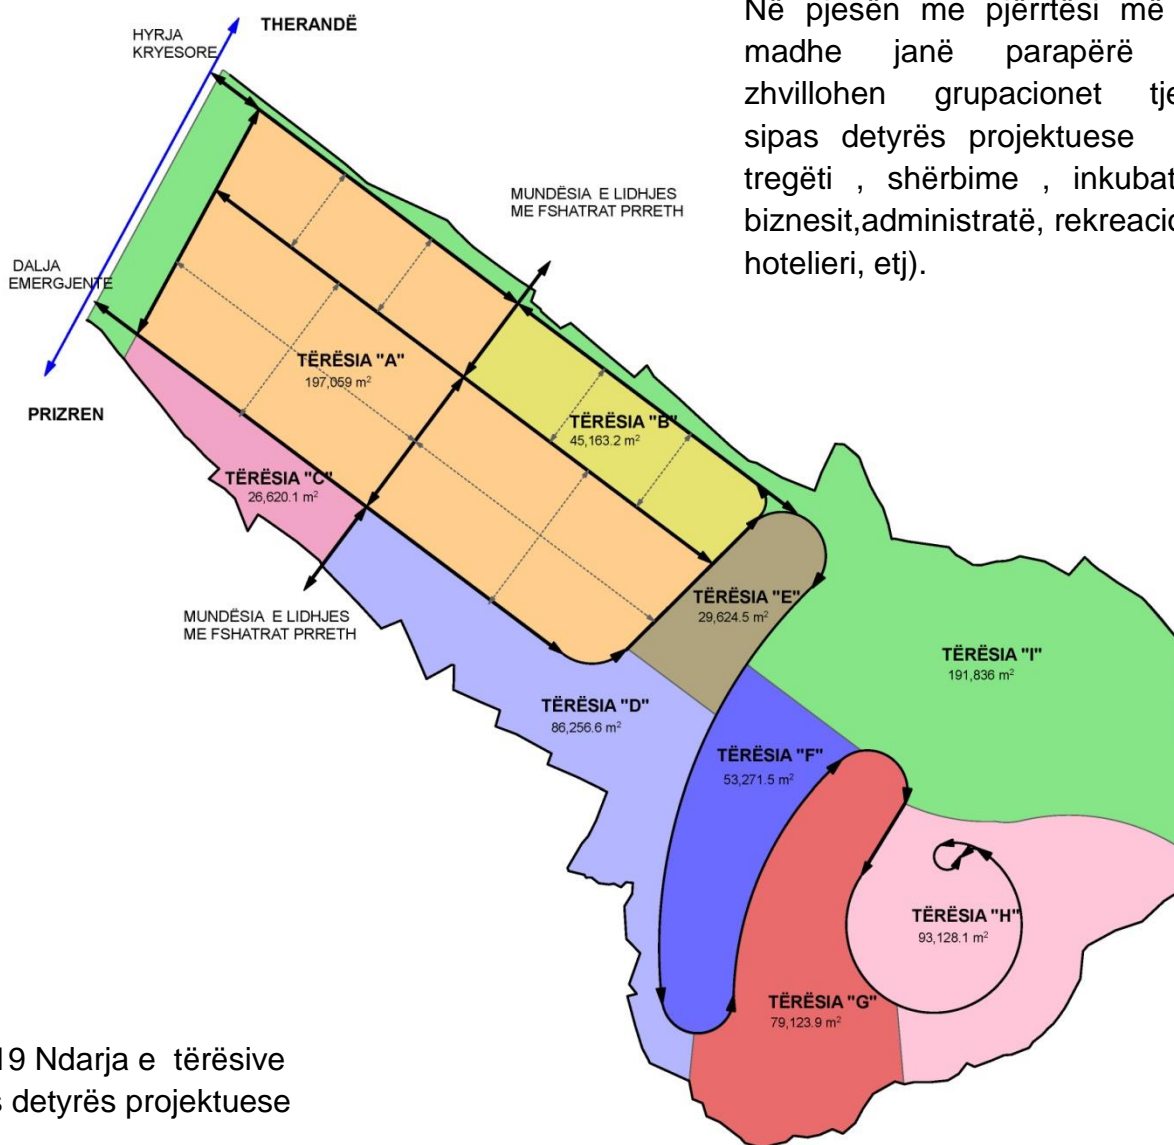 THERANDË
HYRJA
KRYESORE
Në pjesën me pjërrtësi më
madhe janë parapërë
zhvillohen grupacionet
sipas detyrës projektuese
tregëti , shërbime ,
biznesit,administratë,
hotelieri, etj).
MUNDËSIA E LIDHJES
ME FSHATRAT PRRETH
DALJA
EMERGJENTE
TËRËSIA "A"
197,059 m²
PRIZREN
TËRËSIA "B"
45,163.2 m²
TËRËSIA "C"
26,620.1 m²
TËRËSIA "E"
29,624.5 m²
MUNDËSIA E LIDHJES
ME FSHATRAT PRRETH
TËRËSIA "I"
191,836 m²
TËRËSIA "D"
86,256.6 m²
TËRËSIA "F"
53,271.5 m²
TËRËSIA "H"
93,128.1 m²
TËRËSIA "G"
79,123.9 m²
19 Ndarja e tërësive
detyrës projektuese